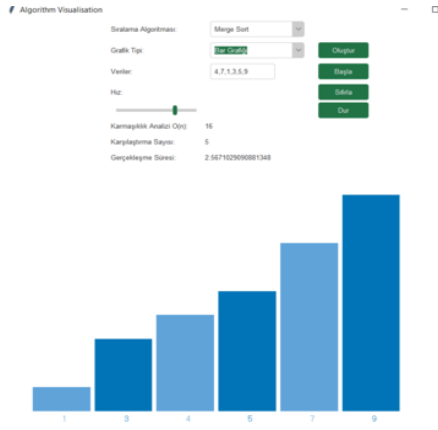 Algorithm Visualisation
Sıralama Algoritması: Merge Sort
Grafik Tipi: Bar Grafiği Oluştur
Veriler: 4,7,1,3,5,9 Başla
Hız: Sıfırla
Dur
Karmaşıklık Analizi O(n): 16
Karşılaştırma Sayısı: 5
Gerçekleşme Süresi: 2.5671029090881348
1 3 4 5 7 9